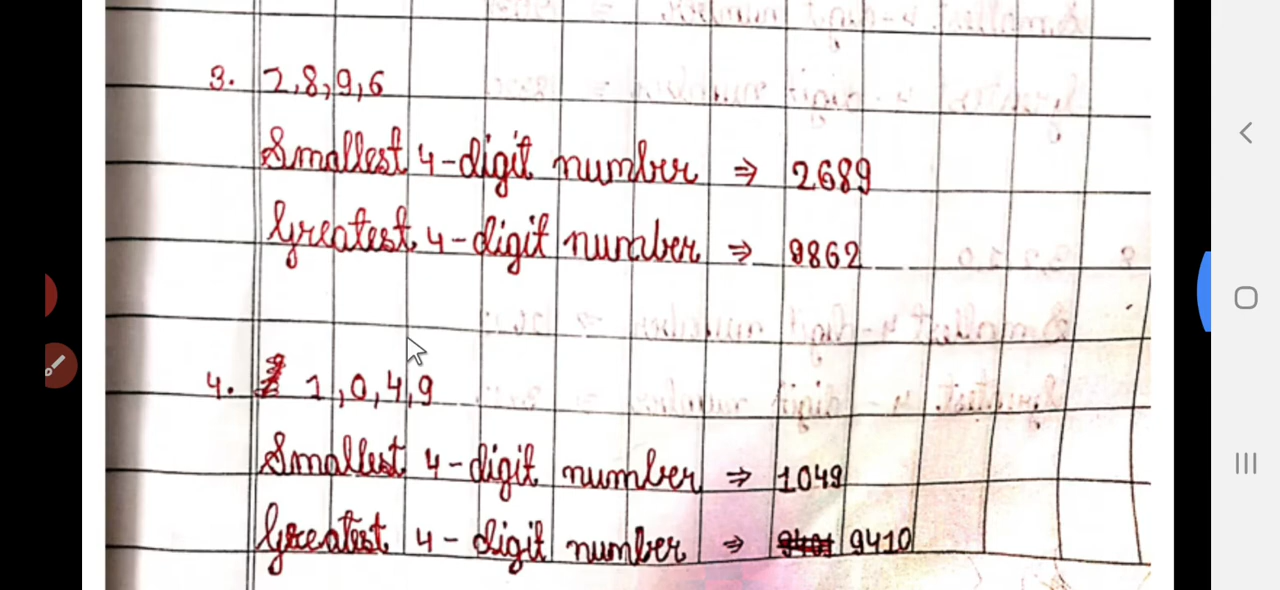 3. 2,8,9,6
Smallest 4-digit number ⇒ 2689
Greatest 4-digit number ⇒ 9862
4. 1,0,4,9
Smallest 4-digit number ⇒ 1049
Greatest 4-digit number ⇒ 9410